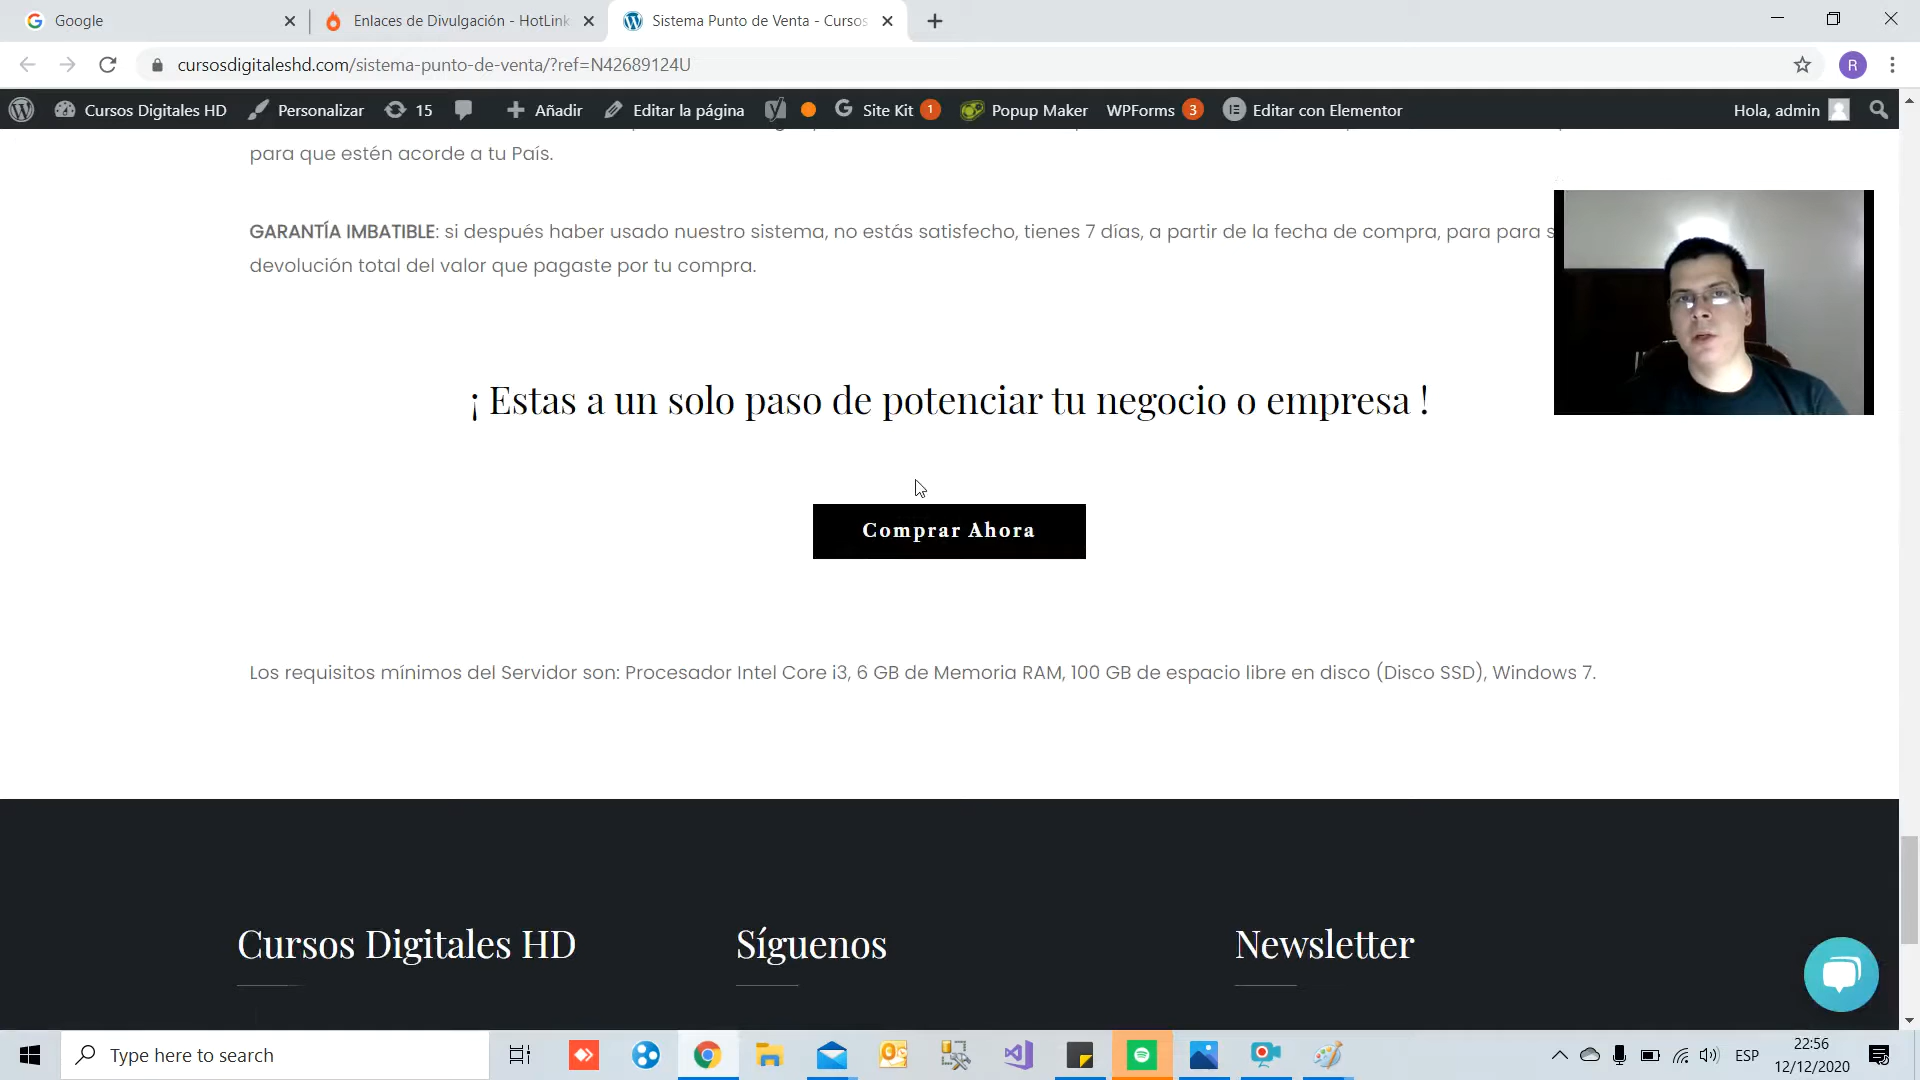 Google
Enlaces de Divulgación - HotLink
Sistema Punto de Venta - Cursos
cursosdigitaleshd.com/sistema-punto-de-venta/?ref=N42689124U
R
Cursos Digitales HD
Personalizar
15
Añadir
Editar la página
Site Kit 1
Popup Maker
WPForms 3
Editar con Elementor
Hola, admin
para que estén acorde a tu País.
GARANTÍA IMBATIBLE: si después haber usado nuestro sistema, no estás satisfecho, tienes 7 días, a partir de la fecha de compra, para para s
devolución total del valor que pagaste por tu compra.
¡ Estas a un solo paso de potenciar tu negocio o empresa !
Comprar Ahora
Los requisitos mínimos del Servidor son: Procesador Intel Core i3, 6 GB de Memoria RAM, 100 GB de espacio libre en disco (Disco SSD), Windows 7.
Cursos Digitales HD
Síguenos
Newsletter
Type here to search
ESP
22:56
12/12/2020